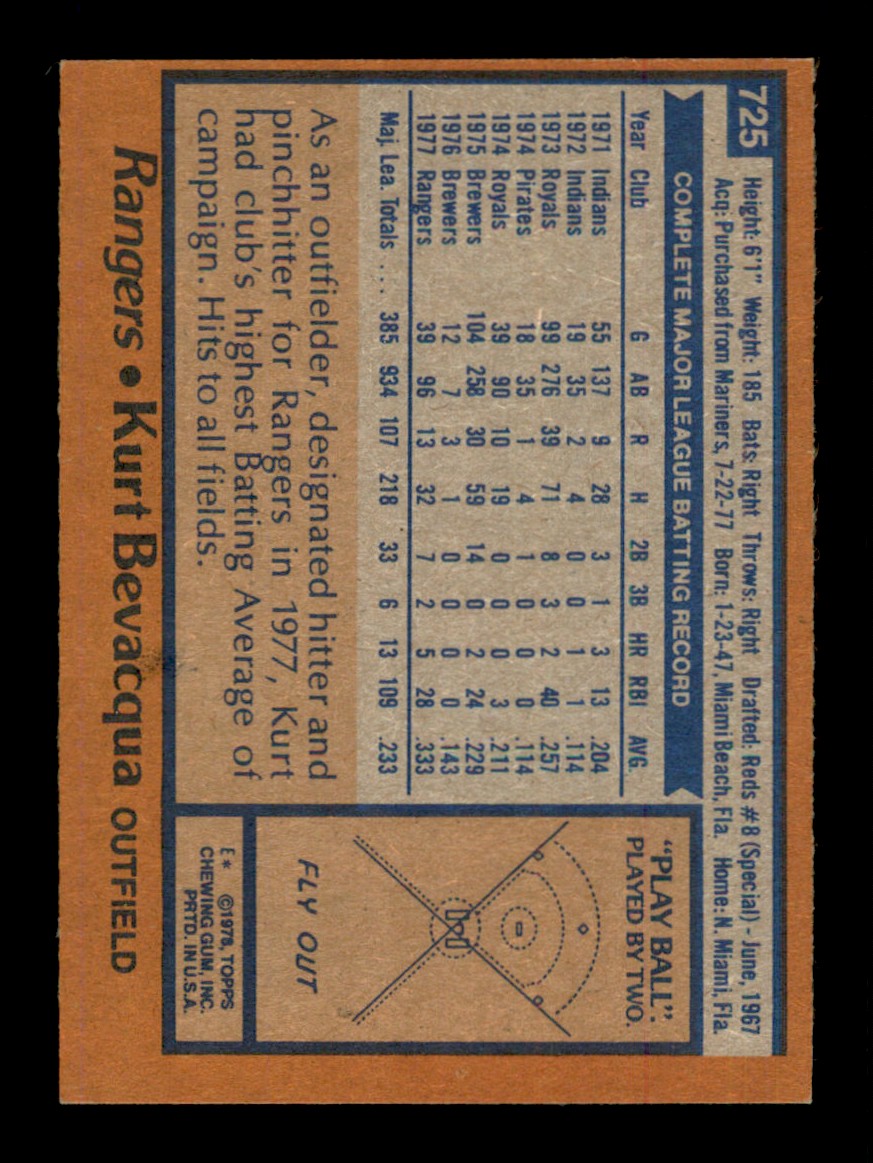 725
Height: 6'1" Weight: 185 Bats: Right Throws: Right Drafted: Reds #8 (Special) - June, 1967
Acq: Purchased from Mariners, 7-22-77 Born: 1-23-47, Miami Beach, Fla. Home: N. Miami, Fla.
COMPLETE MAJOR LEAGUE BATTING RECORD
Year Club G AB R H 2B 3B HR RBI AVG.
1971 Indians 55 137 9 28 3 1 3 13 .204
1972 Indians 19 35 2 4 0 0 1 1 .114
1973 Royals 99 276 39 71 8 3 2 40 .257
1974 Pirates 18 35 1 4 1 0 0 0 .114
1974 Royals 39 90 10 19 0 0 0 3 .211
1975 Brewers 104 258 30 59 14 0 2 24 .229
1976 Brewers 12 7 3 1 0 0 0 0 .143
1977 Rangers 39 96 13 32 7 2 5 28 .333
Maj. Lea. Totals .... 385 934 107 218 33 6 13 109 .233
As an outfielder, designated hitter and
pinchhitter for Rangers in 1977, Kurt
had club's highest Batting Average of
campaign. Hits to all fields.
"PLAY BALL".
PLAYED BY TWO.
FLY OUT
E* ©1978, TOPPS
CHEWING GUM, INC.
PRTD. IN U.S.A.
Rangers • Kurt Bevacqua OUTFIELD